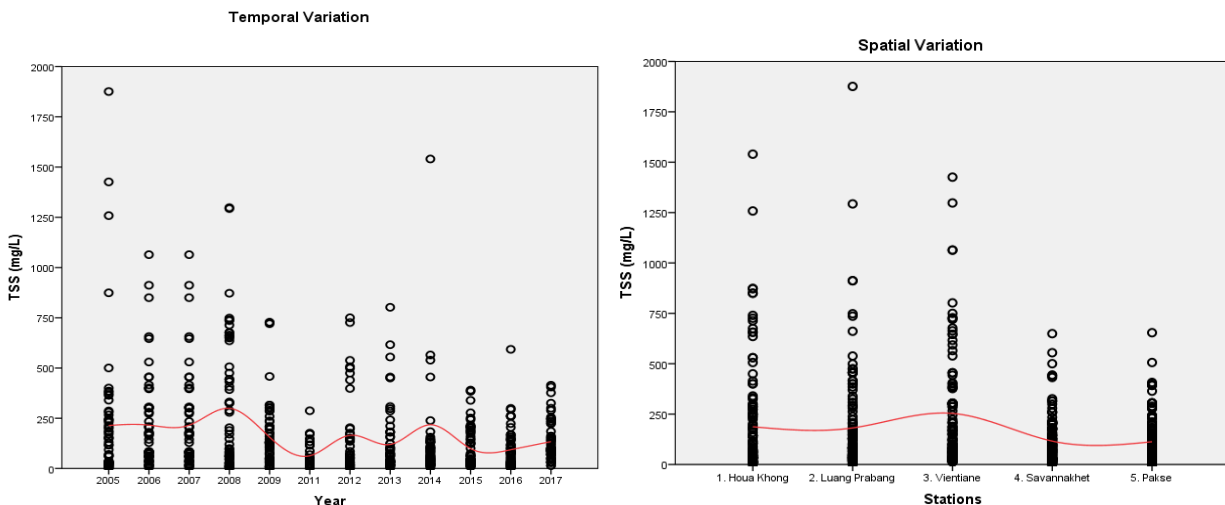 Temporal Variation
2000
1750
1500
1250
1000
750
500
250
0
TSS (mg/L)
2005 2006 2007 2008 2009 2011 2012 2013 2014 2015 2016 2017
Year
Spatial Variation
2000
1750
1500
1250
1000
750
500
250
0
TSS (mg/L)
1. Houa Khong 2. Luang Prabang 3. Vientiane 4. Savannakhet 5. Pakse
Stations